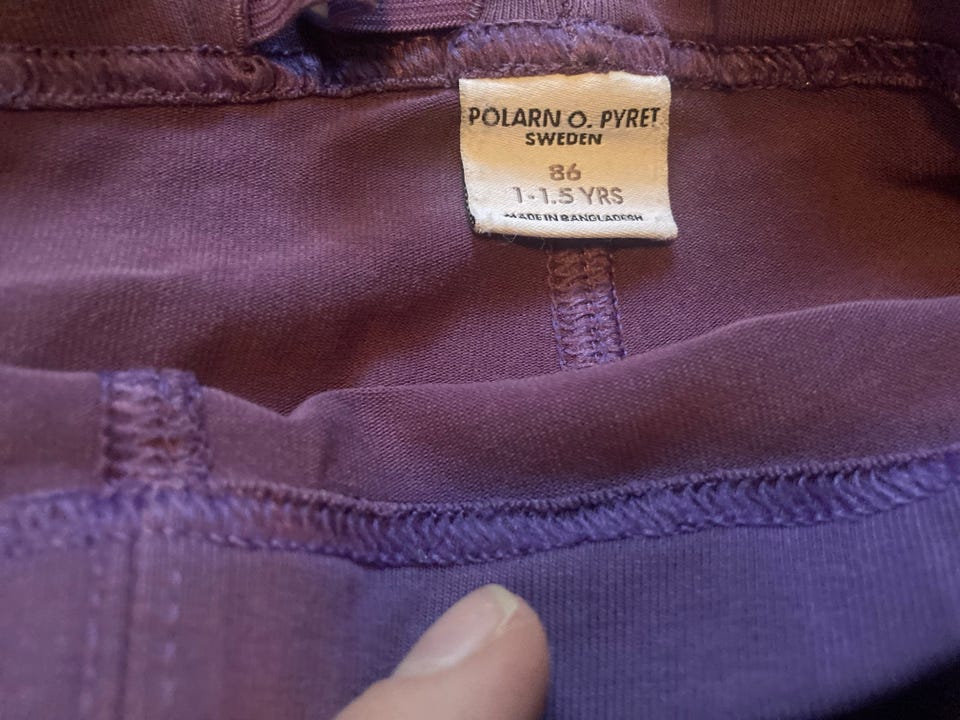 POLARN O. PYRET
SWEDEN
86
1-1.5 YRS
MADE IN BANGLADESH